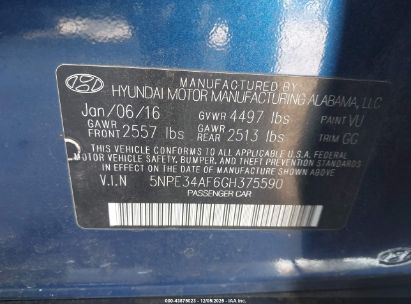 MANUFACTURED BY
HYUNDAI MOTOR MANUFACTURING ALABAMA, LLC
Jan/06/16 GVWR 4497 lbs PAINT VU
GAWR FRONT 2557 lbs GAWR REAR 2513 lbs TRIM GG
THIS VEHICLE CONFORMS TO ALL APPLICABLE U.S. FEDERAL
MOTOR VEHICLE SAFETY, BUMPER, AND THEFT PREVENTION
STANDARDS IN EFFECT ON THE DATE OF MANUFACTURE SHOWN ABOVE.
V.I.N 5NPE34AF6GH375590
PASSENGER CAR